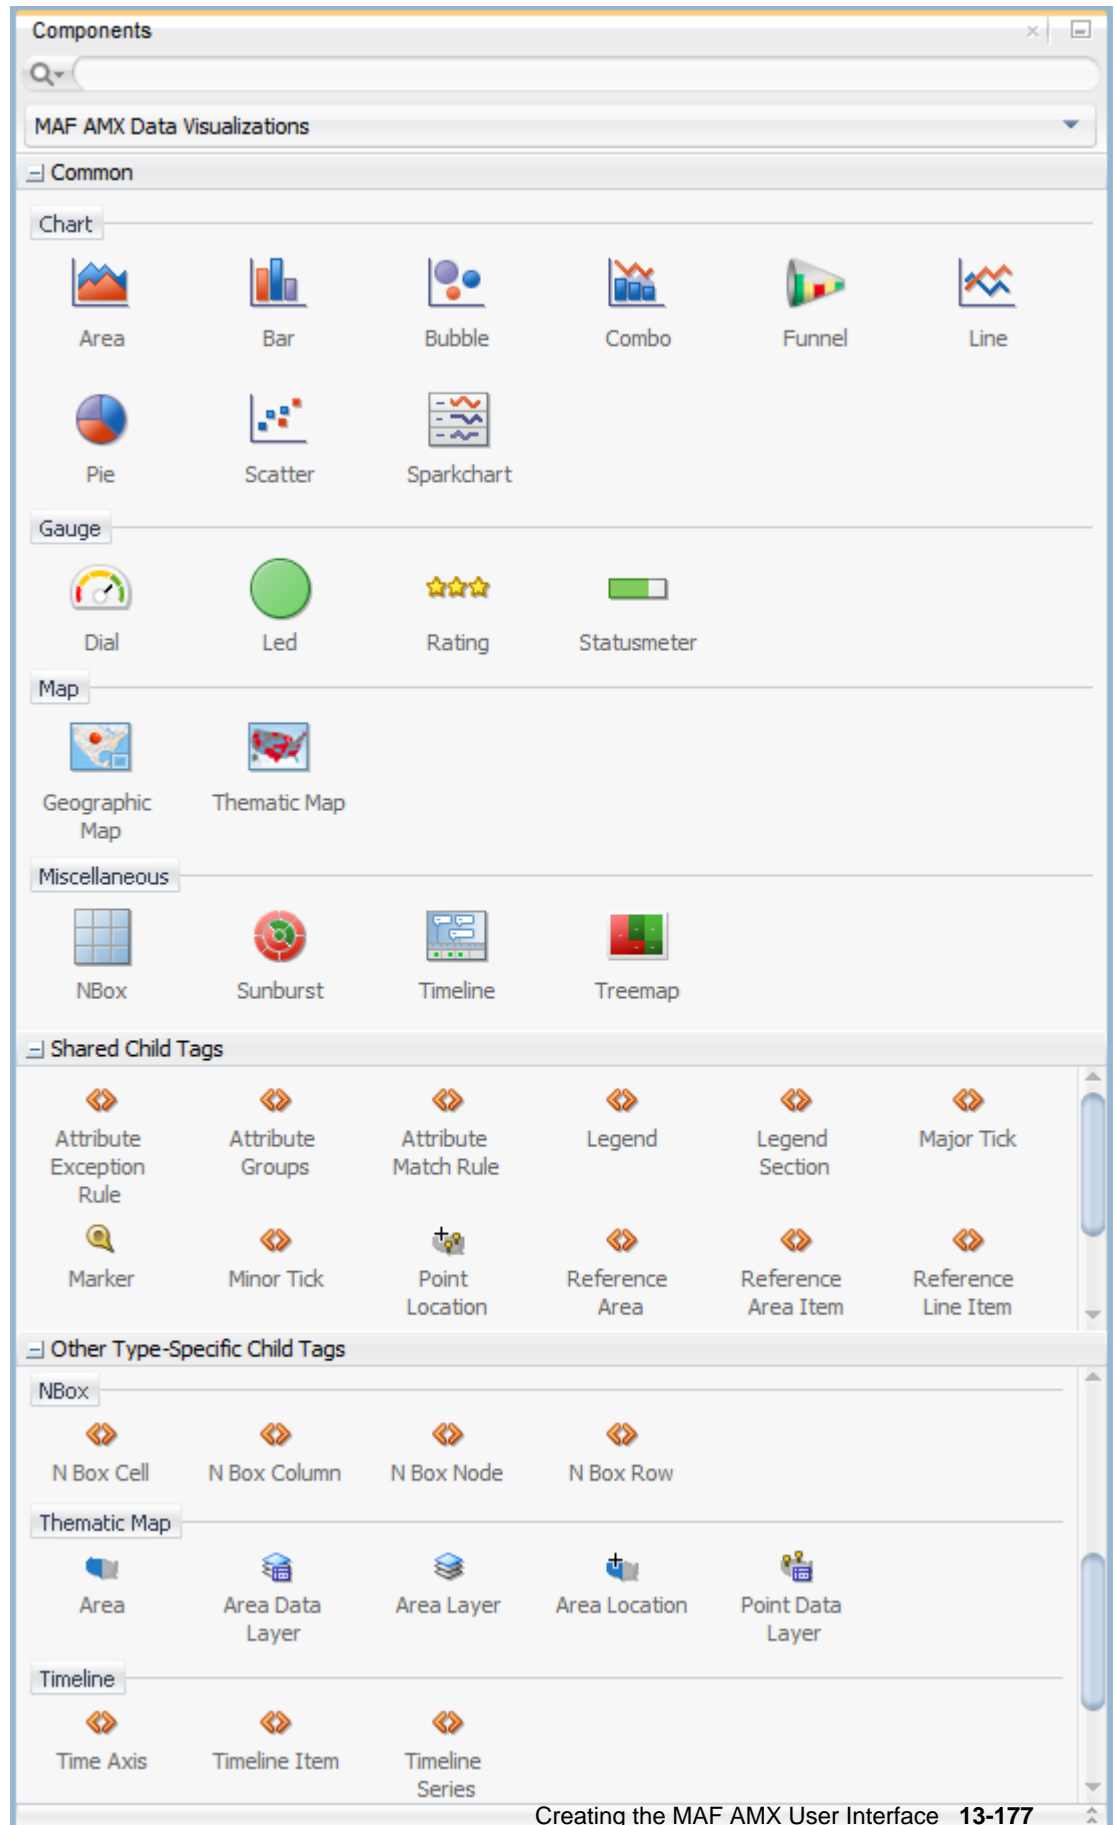 Components
MAF AMX Data Visualizations
Common
Chart
Area Bar Bubble Combo Funnel Line
Pie Scatter Sparkchart
Gauge
Dial Led Rating Statusmeter
Map
Geographic Map Thematic Map
Miscellaneous
NBox Sunburst Timeline Treemap
Shared Child Tags
Attribute Exception Rule Attribute Groups Attribute Match Rule Legend Legend Section Major Tick
Marker Minor Tick Point Location Reference Area Reference Area Item Reference Line Item
Other Type-Specific Child Tags
NBox
N Box Cell N Box Column N Box Node N Box Row
Thematic Map
Area Area Data Layer Area Layer Area Location Point Data Layer
Timeline
Time Axis Timeline Item Timeline Series
Creating the MAF AMX User Interface 13-177